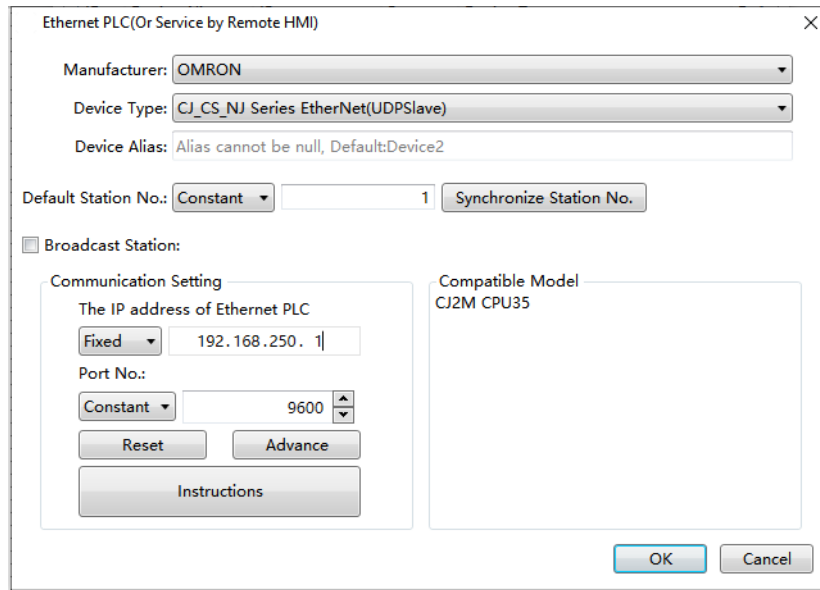 Ethernet PLC(Or Service by Remote HMI)
Manufacturer: OMRON
Device Type: CJ_CS_NJ Series EtherNet(UDPSlave)
Device Alias: Alias cannot be null, Default:Device2
Default Station No.: Constant 1 Synchronize Station No.
Broadcast Station:
Communication Setting
The IP address of Ethernet PLC
Fixed 192.168.250. 1
Port No.:
Constant 9600
Reset Advance
Instructions
Compatible Model
CJ2M CPU35
OK Cancel